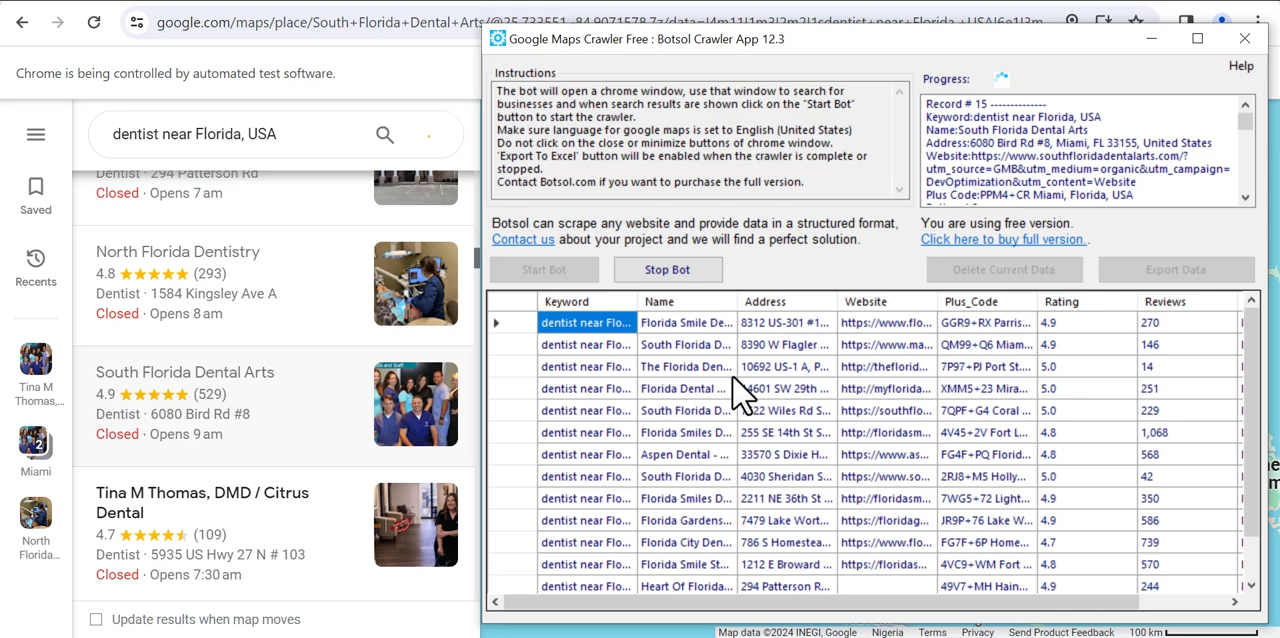 google.com/maps/place/South+Florida+Dental+Arts/@25.733551,-84.9071578,7z/data=!4m11!1m3!2m2!1sdentist+near+Florida,+USA!6e1!3m
Chrome is being controlled by automated test software.
dentist near Florida, USA
Saved
Recents
Tina M
Thomas,...
2
Miami
North
Florida...
Dentist · 294 Patterson Rd
Closed · Opens 7 am
North Florida Dentistry
4.8 ★★★★★ (293)
Dentist · 1584 Kingsley Ave A
Closed · Opens 8 am
South Florida Dental Arts
4.9 ★★★★★ (529)
Dentist · 6080 Bird Rd #8
Closed · Opens 9 am
Tina M Thomas, DMD / Citrus
Dental
4.7 (109)
Dentist · 5935 US Hwy 27 N # 103
Closed · Opens 7:30 am
Update results when map moves
Google Maps Crawler Free : Botsol Crawler App 12.3
Help
Instructions
The bot will open a chrome window, use that window to search for
businesses and when search results are shown click on the "Start Bot"
button to start the crawler.
Make sure language for google maps is set to English (United States)
Do not click on the close or minimize buttons of chrome window.
'Export To Excel' button will be enabled when the crawler is complete or
stopped.
Contact Botsol.com if you want to purchase the full version.
Progress:
Record # 15 --------------
Keyword:dentist near Florida, USA
Name:South Florida Dental Arts
Address:6080 Bird Rd #8, Miami, FL 33155, United States
Website:https://www.southfloridadentalarts.com/?
utm_source=GMB&utm_medium=organic&utm_campaign=
DevOptimization&utm_content=Website
Plus Code:PPM4+CR Miami, Florida, USA
Botsol can scrape any website and provide data in a structured format,
Contact us about your project and we will find a perfect solution.
You are using free version.
Click here to buy full version..
Start Bot
Stop Bot
Delete Current Data
Export Data
Keyword Name Address Website Plus_Code Rating Reviews
dentist near Flo... Florida Smile De... 8312 US-301 #1... https://www.flo... GGR9+RX Parris... 4.9 270
dentist near Flo... South Florida D... 8390 W Flagler ... https://www.ma... QM99+Q6 Miam... 4.9 146
dentist near Flo... The Florida Den... 10692 US-1 A, P... http://theflorid... 7P97+PJ Port St... 5.0 14
dentist near Flo... Florida Dental ... SW 29th ... http://myflorida... XMM5+23 Mira... 5.0 251
dentist near Flo... South Florida D... Wiles Rd S... https://southflo... 7QPF+G4 Coral ... 5.0 229
dentist near Flo... Florida Smiles D... 255 SE 14th St S... http://floridasm... 4V45+2V Fort L... 4.8 1,068
dentist near Flo... Aspen Dental - ... 33570 S Dixie H... https://www.as... FG4F+PQ Florid... 4.8 568
dentist near Flo... South Florida D... 4030 Sheridan S... https://www.so... 2RJ8+M5 Holly... 5.0 42
dentist near Flo... Florida Smiles D... 2211 NE 36th St ... http://floridasm... 7WG5+72 Light... 4.9 350
dentist near Flo... Florida Gardens... 7479 Lake Wort... https://floridag... JR9P+76 Lake W... 4.9 586
dentist near Flo... Florida City Den... 786 S Homestea... http://www.flor... FG7F+6P Home... 4.7 739
dentist near Flo... Florida Smile St... 1212 E Broward ... https://floridas... 4VC9+WM Fort ... 4.8 570
dentist near Flo... Heart Of Florida... 294 Patterson R... 49V7+MH Hain... 4.9 244
Map data ©2024 INEGI, Google Nigeria Terms Privacy Send Product Feedback 100 km